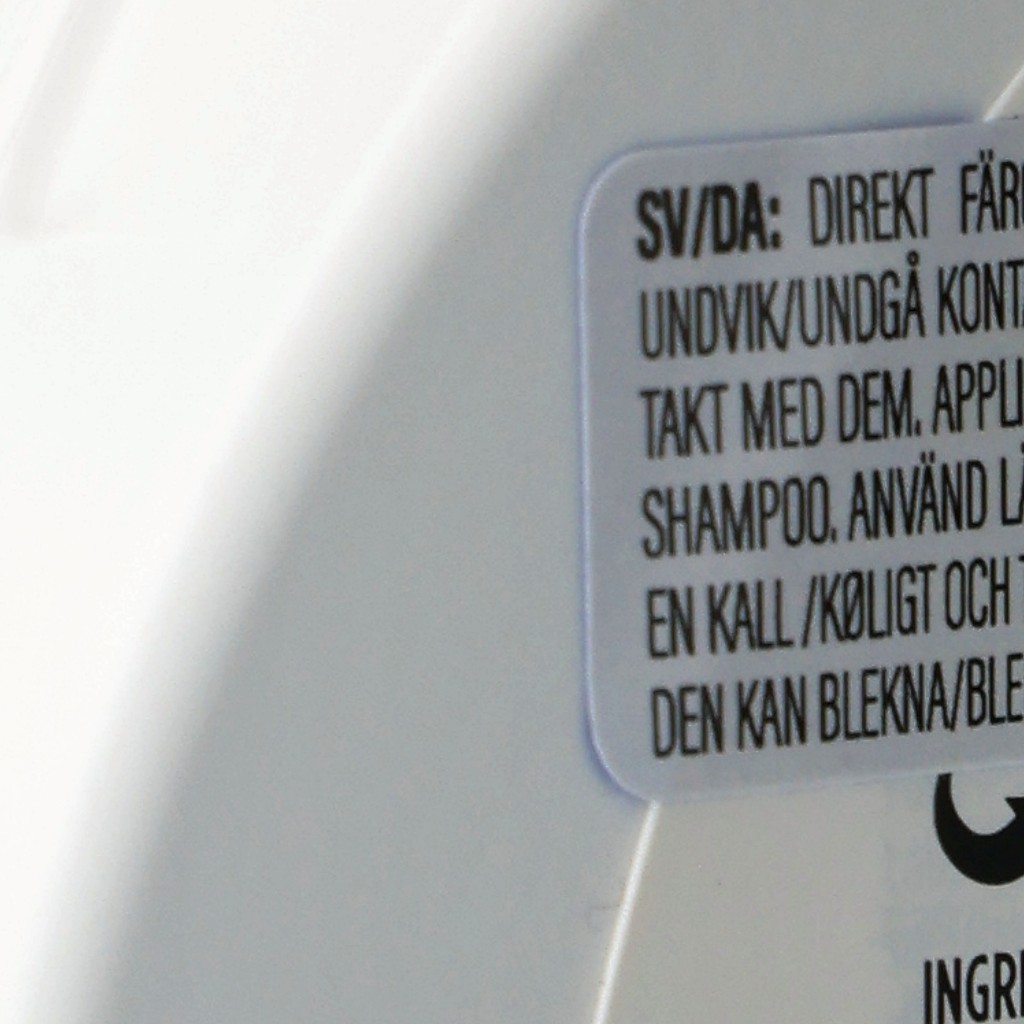 SV/DA: DIREKT
UNDVIK/UNDGÅ
TAKT MED DEM.
SHAMPOO. ANVÄND
EN KALL /KØLIGT OCH
DEN KAN BLEKNA/